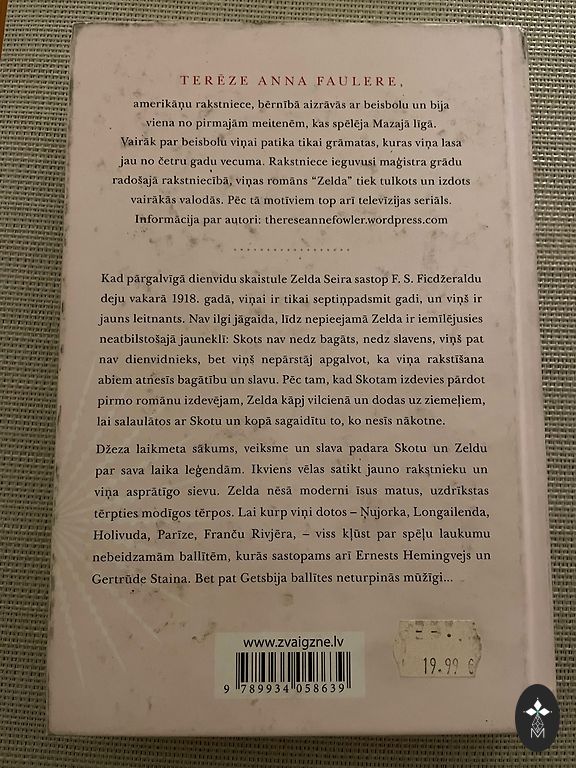 TERĒZE ANNA FAULERE,
amerikāņu rakstniece, bērnībā aizrāvās ar beisbolu un bija
viena no pirmajām meitenēm, kas spēlēja Mazajā līgā.
Vairāk par beisbolu viņai patika tikai grāmatas, kuras viņa lasa
jau no četru gadu vecuma. Rakstniece ieguvusi maģistra grādu
radošajā rakstniecībā, viņas romāns “Zelda” tiek tulkots un izdots
vairākās valodās. Pēc tā motīviem top arī televīzijas seriāls.
Informācija par autori: thereseannefowler.wordpress.com
Kad pārgalvīgā dienvidu skaistule Zelda Seira sastop F. S. Ficdžeraldu
deju vakarā 1918. gadā, viņai ir tikai septiņpadsmit gadi, un viņš ir
jauns leitnants. Nav ilgi jāgaida, līdz nepieejamā Zelda ir iemīlējusies
neatbilstošajā jauneklī: Skots nav nedz bagāts, nedz slavens, viņš pat
nav dienvidnieks, bet viņš nepārstāj apgalvot, ka viņa rakstīšana
abiem atnesīs bagātību un slavu. Pēc tam, kad Skotam izdevies pārdot
pirmo romānu izdevējam, Zelda kāpj vilcienā un dodas uz ziemeļiem,
lai salaulātos ar Skotu un kopā sagaidītu to, ko nesīs nākotne.
Džeza laikmeta sākums, veiksme un slava padara Skotu un Zeldu
par sava laika leģendām. Ikviens vēlas satikt jauno rakstnieku un
viņa asprātīgo sievu. Zelda nēsā moderni īsus matus, uzdrīkstas
tērpties modīgos tērpos. Lai kurp viņi dotos – Ņujorka, Longailenda,
Holivuda, Parīze, Franču Rivjēra, – viss kļūst par spēļu laukumu
nebeidzamām ballītēm, kurās sastopams arī Ernests Hemingvejs un
Gertrūde Staina. Bet pat Getsbija ballītes neturpinās mūžīgi...
www.zvaigzne.lv
9 789934 058639
19.99 €
M